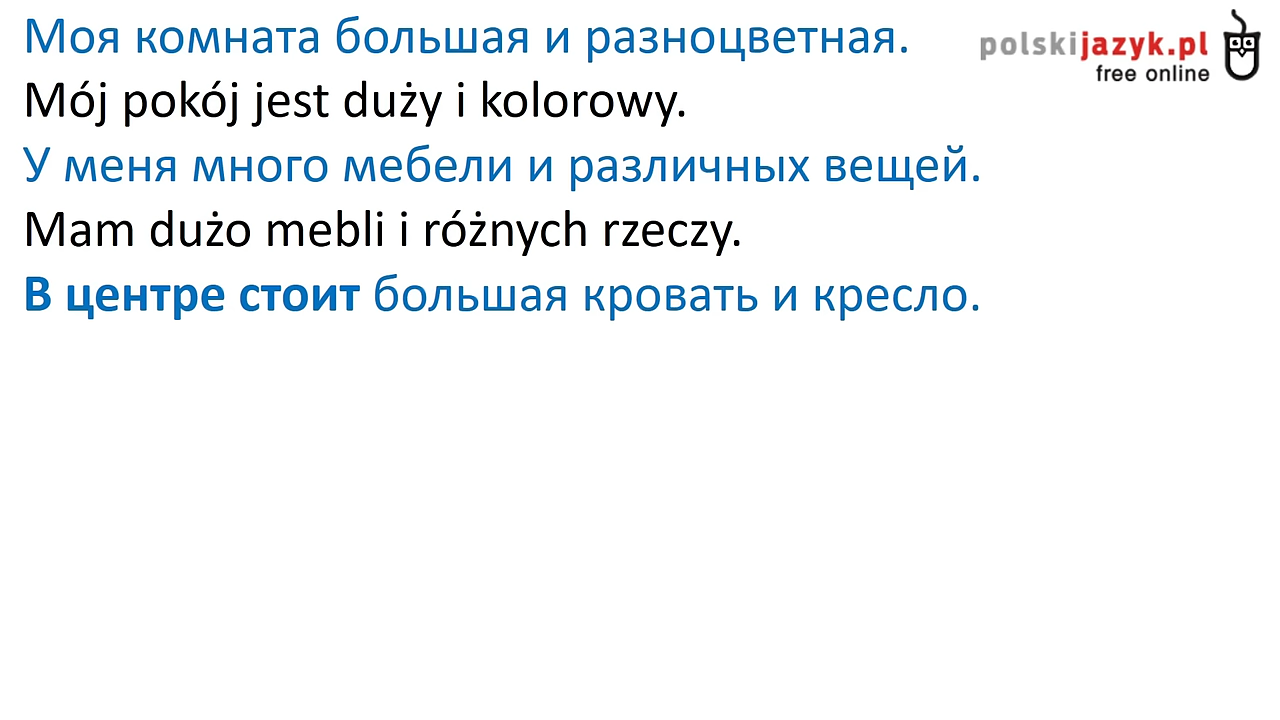 Моя комната большая и разноцветная.
polskijazyk.pl
free online
Mój pokój jest duży i kolorowy.
У меня много мебели и различных вещей.
Mam dużo mebli i różnych rzeczy.
В центре стоит большая кровать и кресло.